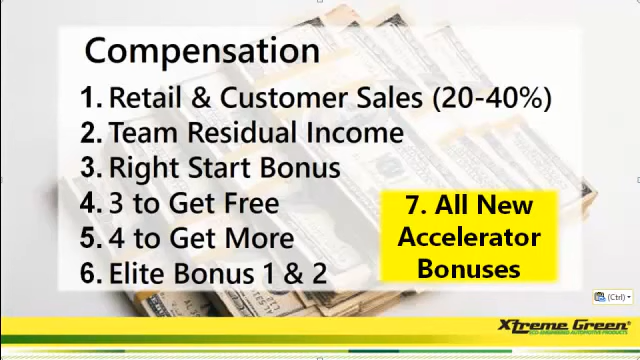 Compensation
1. Retail & Customer Sales (20-40%)
2. Team Residual Income
3. Right Start Bonus
4. 3 to Get Free
5. 4 to Get More
6. Elite Bonus 1 & 2
7. All New
Accelerator
Bonuses
(Ctrl)
Xtreme Green
ECO-ENGINEERED AUTOMOTIVE PRODUCTS